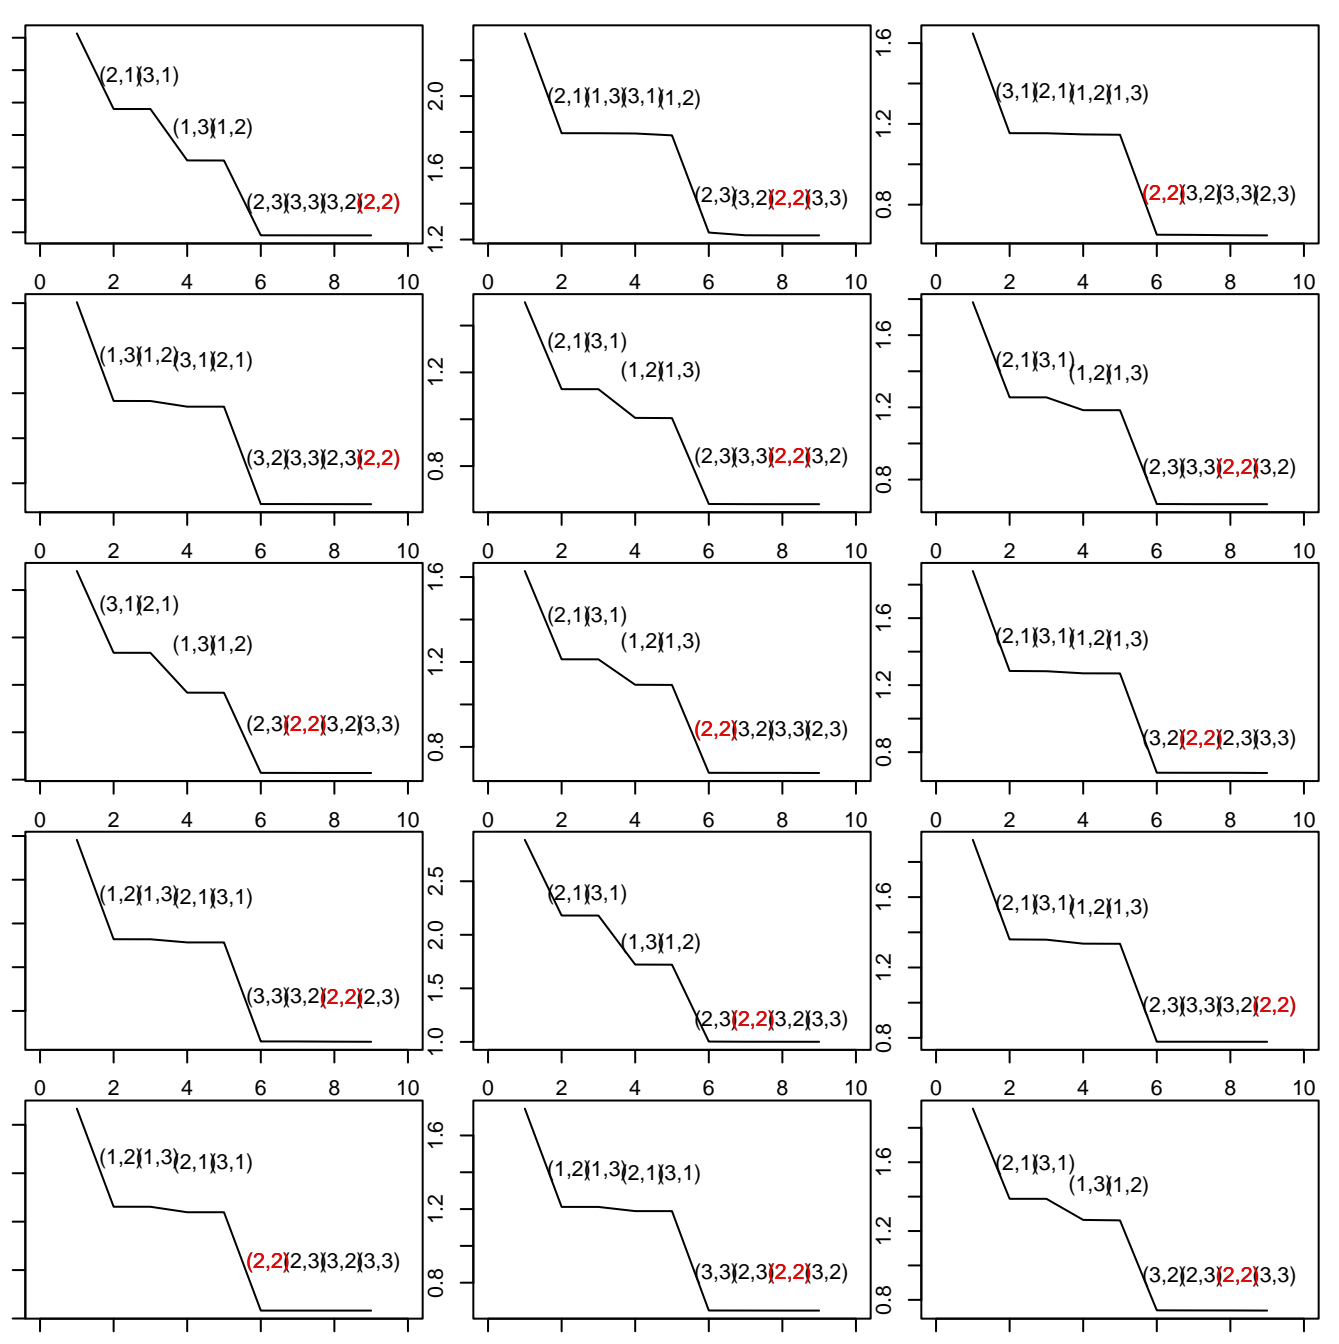 (2,1)(3,1)
(1,3)(1,2)
(2,3)(3,3)(3,2)(2,2)
1.2 1.6 2.0
(2,1)(1,3)(3,1)(1,2)
(2,3)(3,2)(2,2)(3,3)
0.8 1.2 1.6
(3,1)(2,1)(1,2)(1,3)
(2,2)(3,2)(3,3)(2,3)
0 2 4 6 8 10
0 2 4 6 8 10
0 2 4 6 8 10
(1,3)(1,2)(3,1)(2,1)
(3,2)(3,3)(2,3)(2,2)
0.8 1.2
(2,1)(3,1)
(1,2)(1,3)
(2,3)(3,3)(2,2)(3,2)
0.8 1.2 1.6
(2,1)(3,1)
(1,2)(1,3)
(2,3)(3,3)(2,2)(3,2)
0 2 4 6 8 10
0 2 4 6 8 10
0 2 4 6 8 10
(3,1)(2,1)
(1,3)(1,2)
(2,3)(2,2)(3,2)(3,3)
0.8 1.2 1.6
(2,1)(3,1)
(1,2)(1,3)
(2,2)(3,2)(3,3)(2,3)
0.8 1.2 1.6
(2,1)(3,1)(1,2)(1,3)
(3,2)(2,2)(2,3)(3,3)
0 2 4 6 8 10
0 2 4 6 8 10
0 2 4 6 8 10
(1,2)(1,3)(2,1)(3,1)
(3,3)(3,2)(2,2)(2,3)
1.0 1.5 2.0 2.5
(2,1)(3,1)
(1,3)(1,2)
(2,3)(2,2)(3,2)(3,3)
0.8 1.2 1.6
(2,1)(3,1)(1,2)(1,3)
(2,3)(3,3)(3,2)(2,2)
0 2 4 6 8 10
0 2 4 6 8 10
0 2 4 6 8 10
(1,2)(1,3)(2,1)(3,1)
(2,2)(2,3)(3,2)(3,3)
0.8 1.2 1.6
(1,2)(1,3)(2,1)(3,1)
(3,3)(2,3)(2,2)(3,2)
0.8 1.2 1.6
(2,1)(3,1)
(1,3)(1,2)
(3,2)(2,3)(2,2)(3,3)